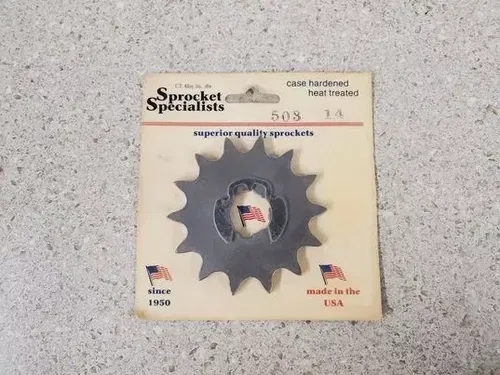 Sprocket
Specialists
case hardened
heat treated
508 14
superior quality sprockets
since
1950
made in the
USA